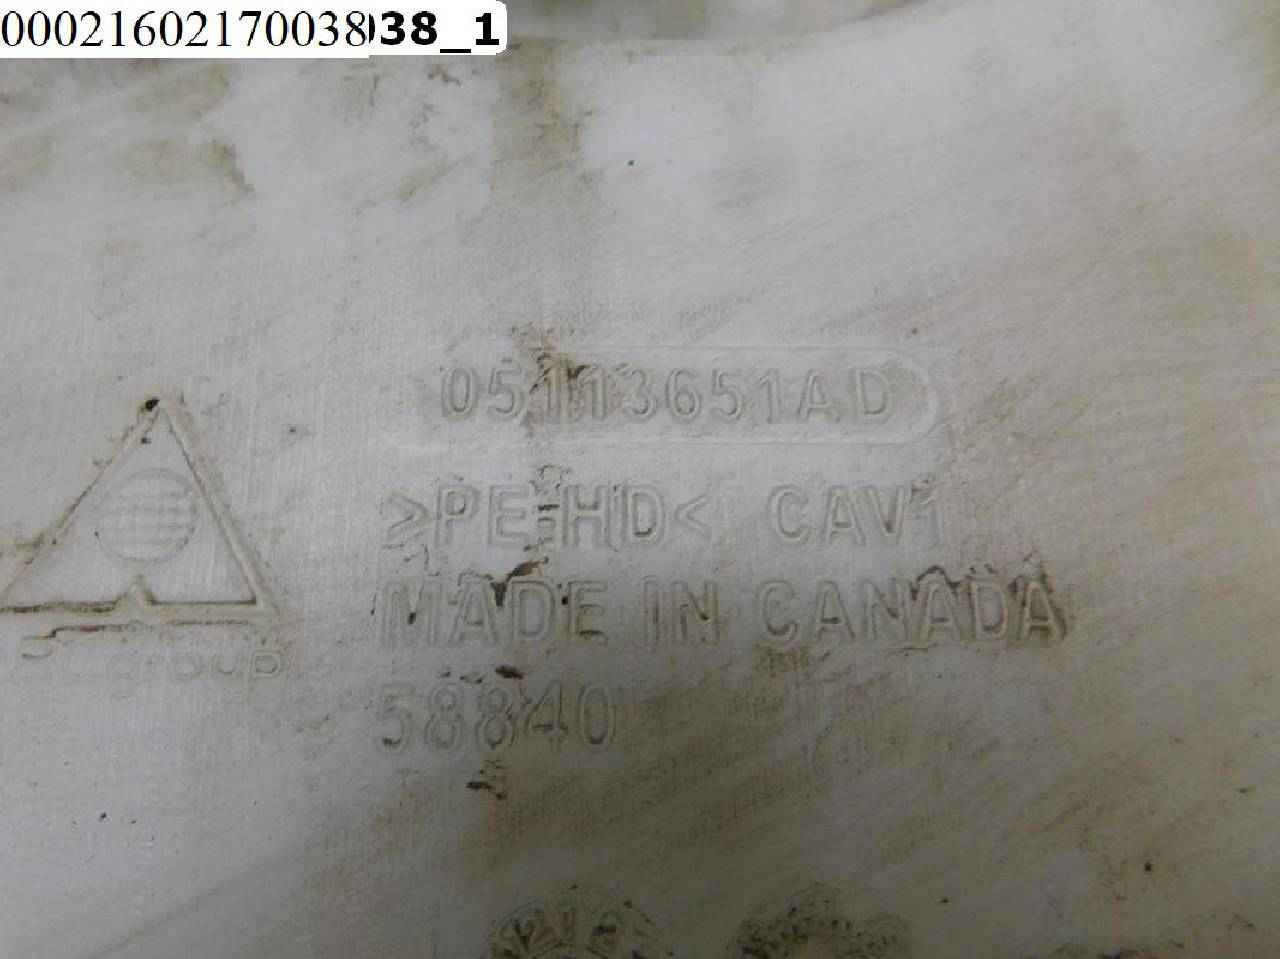 00021602170038038_1
05113651AD
>PE-HD< CAV1
MADE IN CANADA
group
58840